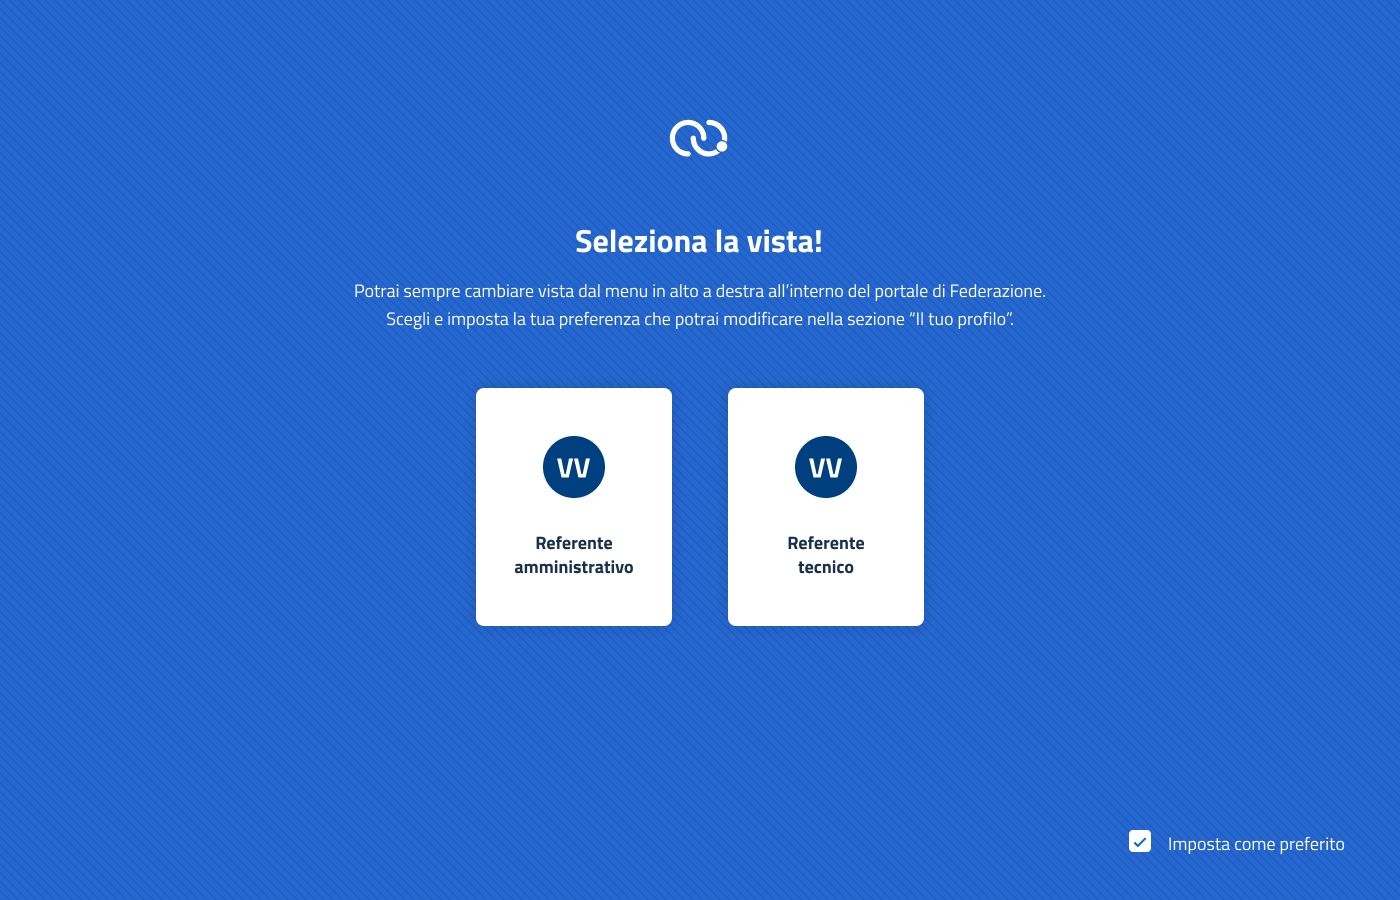 Seleziona la vista!
Potrai sempre cambiare vista dal menu in alto a destra all’interno del portale di Federazione.
Scegli e imposta la tua preferenza che potrai modificare nella sezione “Il tuo profilo”.
VV
Referente
amministrativo
VV
Referente
tecnico
Imposta come preferito